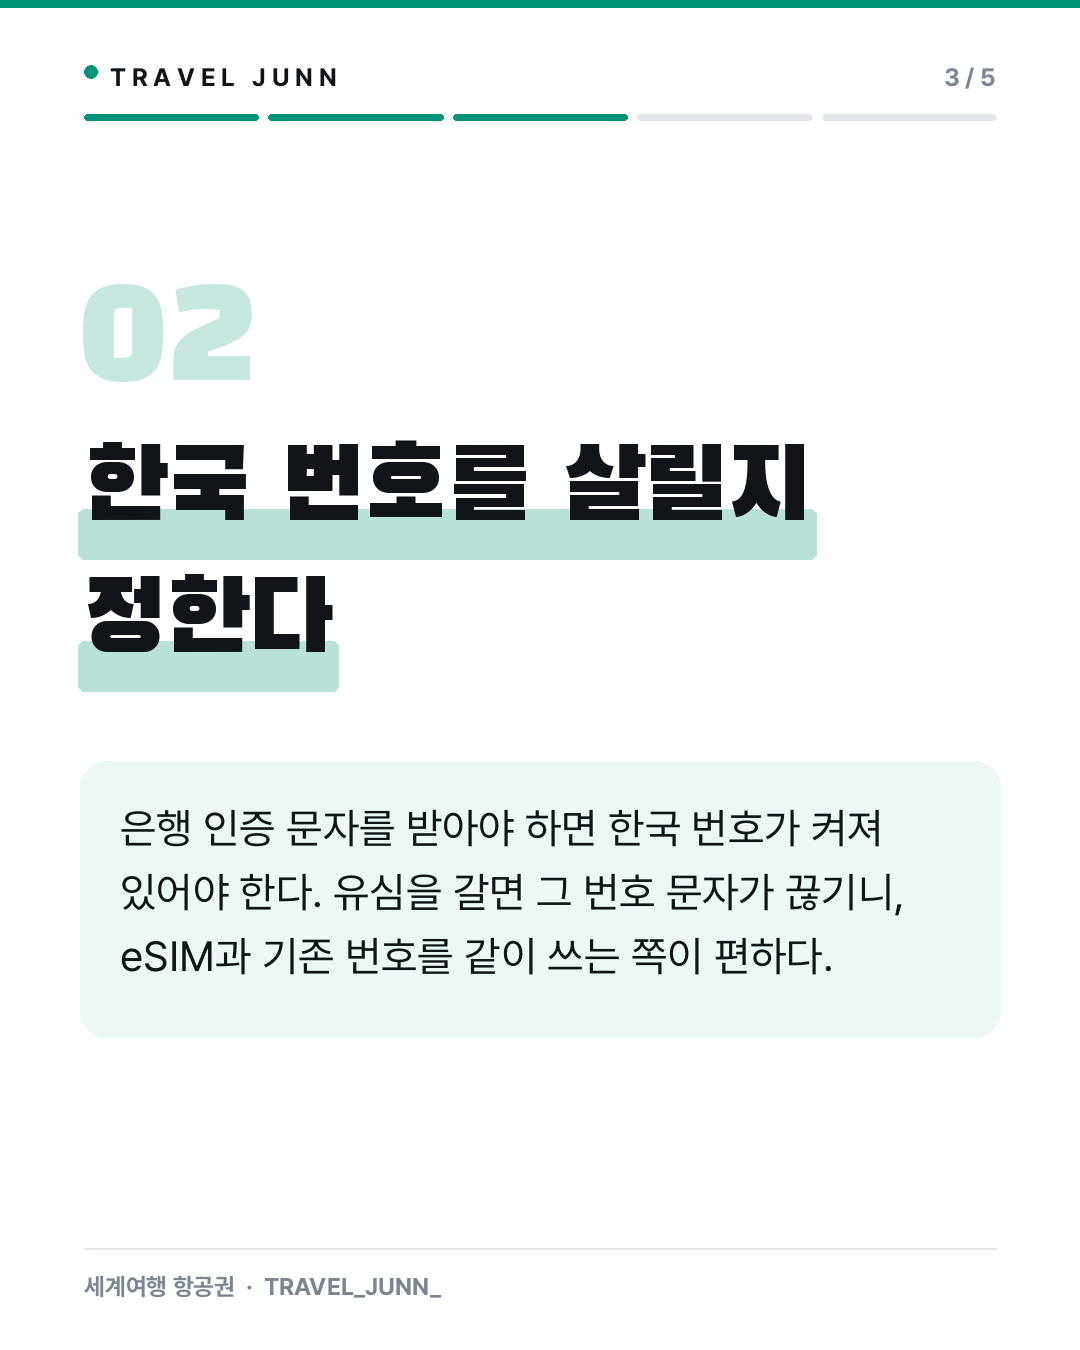 TRAVEL JUNN
3 / 5
02
한국 번호를 살릴지
정한다
은행 인증 문자를 받아야 하면 한국 번호가 켜져
있어야 한다. 유심을 갈면 그 번호 문자가 끊기니,
eSIM과 기존 번호를 같이 쓰는 쪽이 편하다.
세계여행 항공권 · TRAVEL_JUNN_